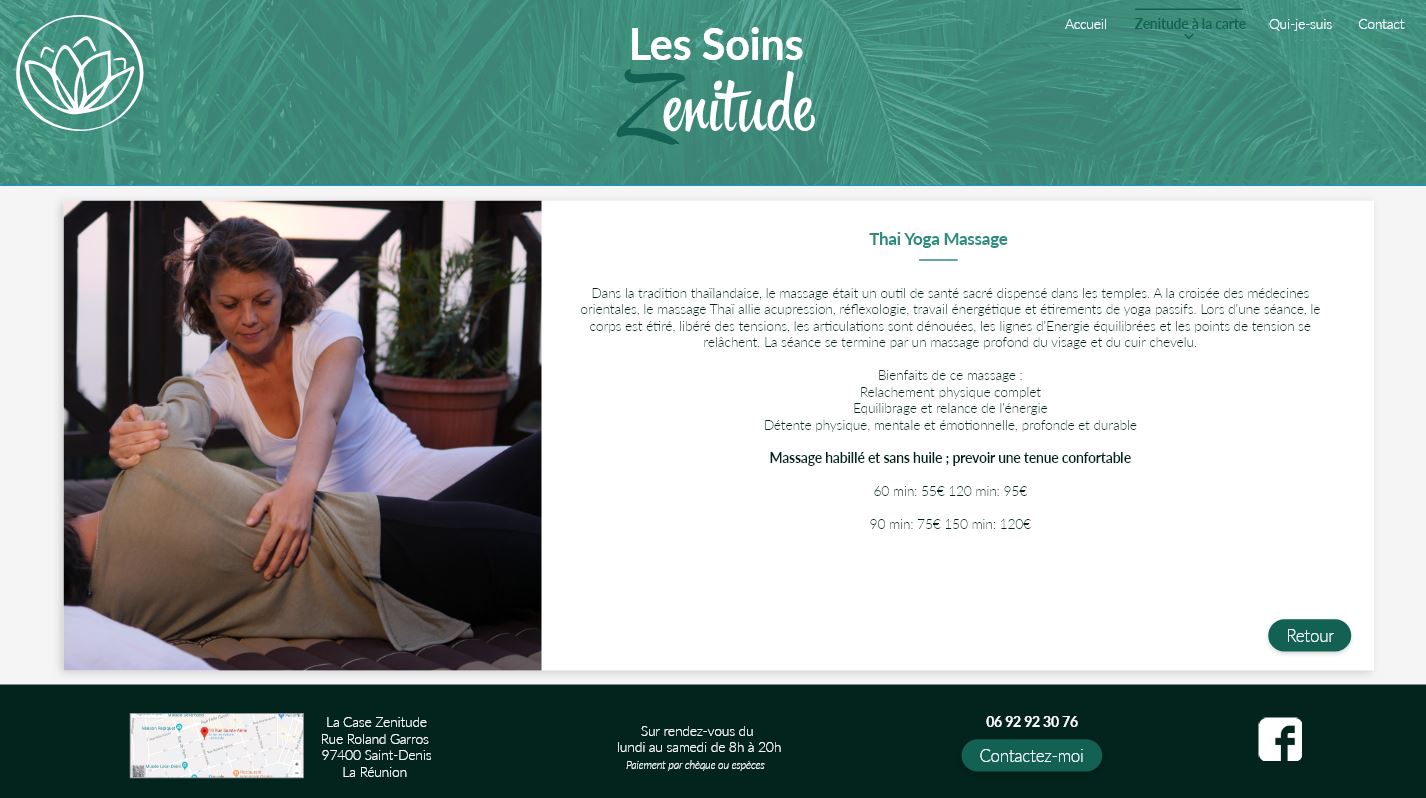 Accueil
Zenitude à la carte
Qui-je-suis
Contact
Les Soins
Zenitude
Thai Yoga Massage
Dans la tradition thaïlandaise, le massage était un outil de santé sacré dispensé dans les temples. A la croisée des médecines
orientales, le massage Thaï allie acupression, réflexologie, travail énergétique et étirements de yoga passifs. Lors d'une séance, le
corps est étiré, libéré des tensions, les articulations sont dénouées, les lignes d'Energie équilibrées et les points de tension se
relâchent. La séance se termine par un massage profond du visage et du cuir chevelu.
Bienfaits de ce massage :
Relachement physique complet
Equilibrage et relance de l'énergie
Détente physique, mentale et émotionnelle, profonde et durable
Massage habillé et sans huile ; prevoir une tenue confortable
60 min: 55€ 120 min: 95€
90 min: 75€ 150 min: 120€
Retour
La Case Zenitude
Rue Roland Garros
97400 Saint-Denis
La Réunion
Sur rendez-vous du
lundi au samedi de 8h à 20h
Paiement par chèque ou espèces
06 92 92 30 76
Contactez-moi